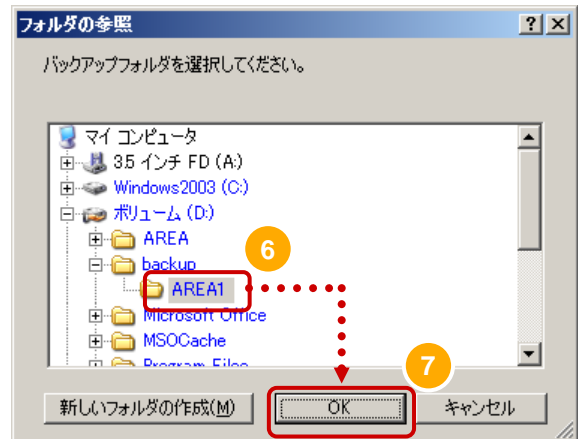 フォルダの参照
バックアップフォルダを選択してください。
マイ コンピュータ
3.5 インチ FD (A:)
Windows2003 (C:)
ボリューム (D:)
AREA
6
backup
AREA1
Microsoft Office
MSOCache
Program Files
7
新しいフォルダの作成(M)
OK
キャンセル